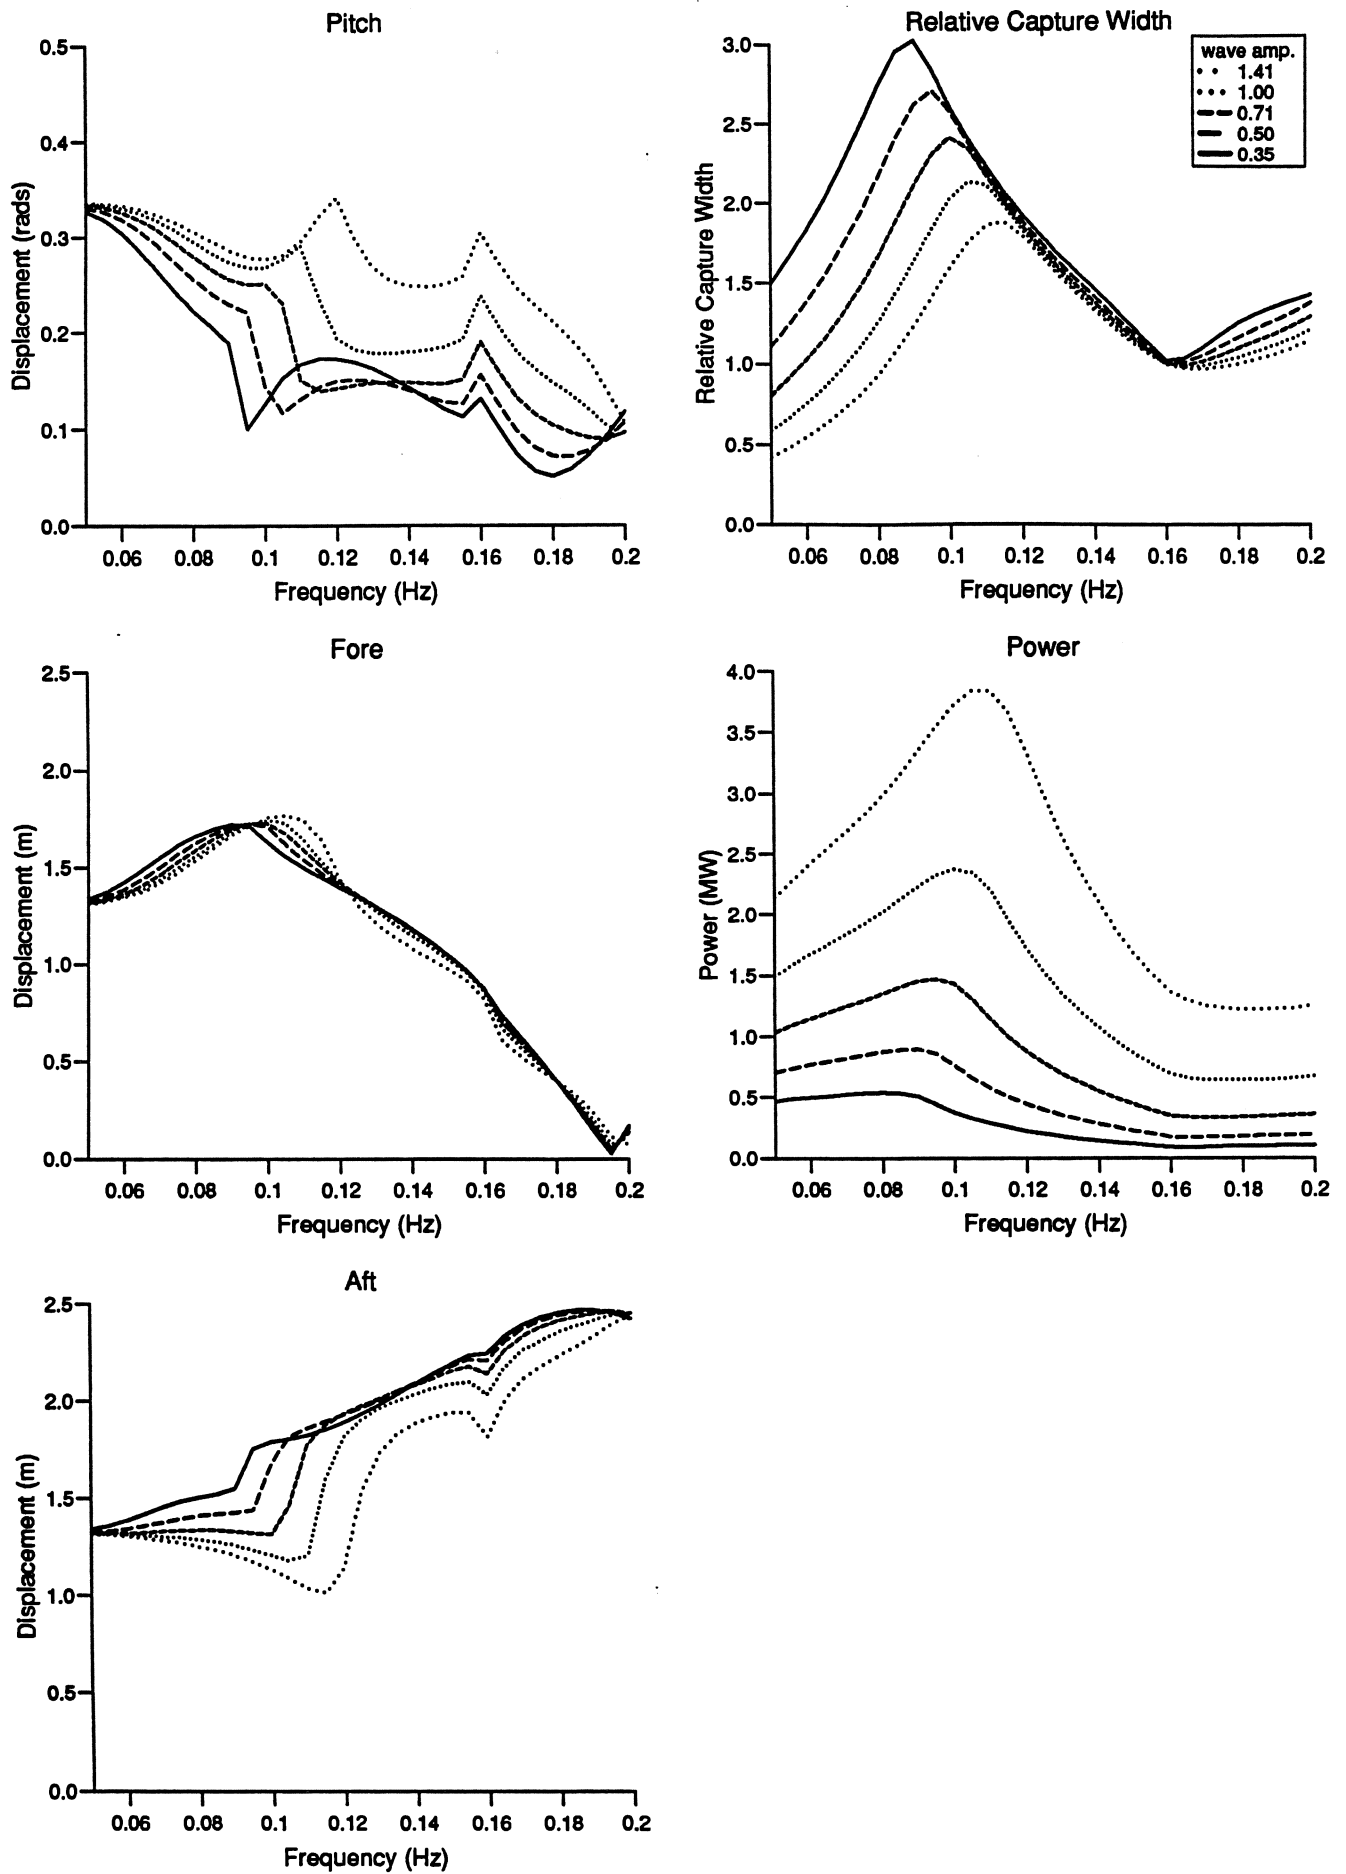 Pitch
0.5
0.4
0.3
0.2
0.1
0.0
Displacement (rads)
0.06 0.08 0.1 0.12 0.14 0.16 0.18 0.2
Frequency (Hz)
Relative Capture Width
3.0
2.5
2.0
1.5
1.0
0.5
0.0
Relative Capture Width
wave amp.
1.41
1.00
0.71
0.50
0.35
0.06 0.08 0.1 0.12 0.14 0.16 0.18 0.2
Frequency (Hz)
Fore
2.5
2.0
1.5
1.0
0.5
0.0
Displacement (m)
0.06 0.08 0.1 0.12 0.14 0.16 0.18 0.2
Frequency (Hz)
Power
4.0
3.5
3.0
2.5
2.0
1.5
1.0
0.5
0.0
Power (MW)
0.06 0.08 0.1 0.12 0.14 0.16 0.18 0.2
Frequency (Hz)
Aft
2.5
2.0
1.5
1.0
0.5
0.0
Displacement (m)
0.06 0.08 0.1 0.12 0.14 0.16 0.18 0.2
Frequency (Hz)